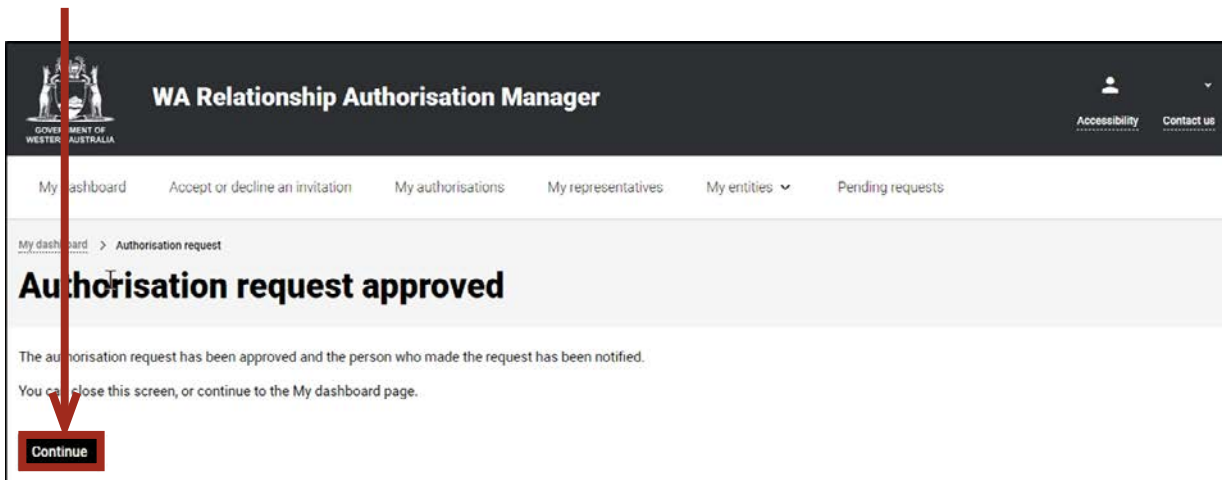 WA Relationship Authorisation Manager
GOVERNMENT OF
WESTERN AUSTRALIA
Accessibility Contact us
My dashboard Accept or decline an invitation My authorisations My representatives My entities Pending requests
My dashboard > Authorisation request
Authorisation request approved
The authorisation request has been approved and the person who made the request has been notified.
You can close this screen, or continue to the My dashboard page.
Continue